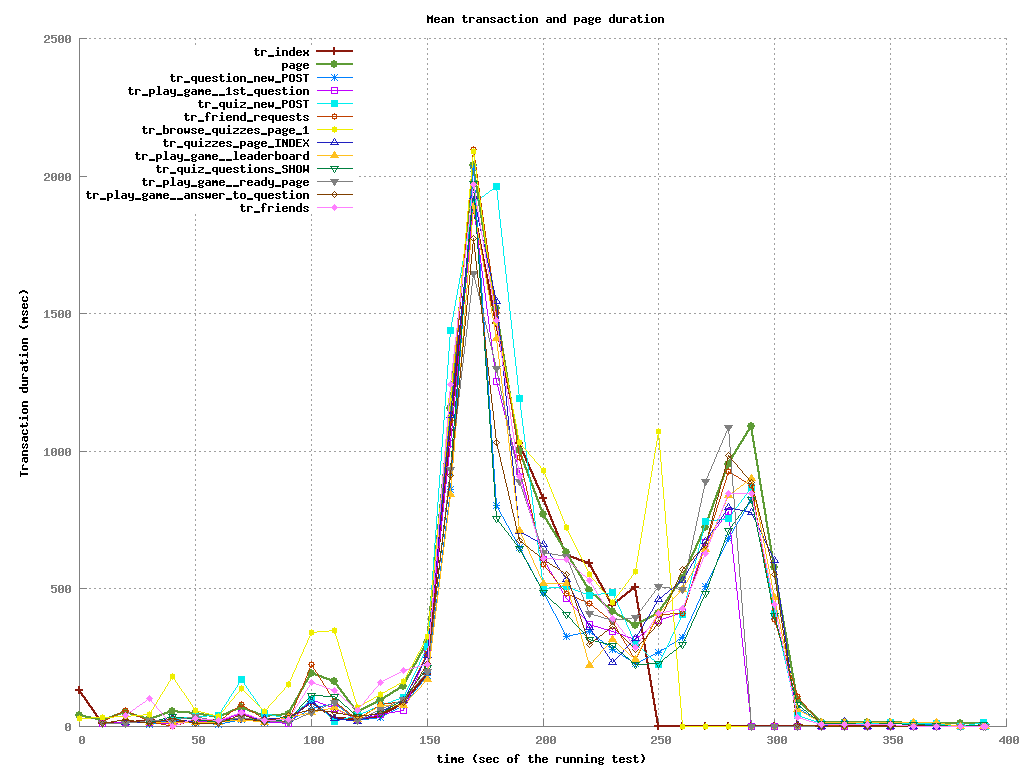 Mean transaction and page duration
2500
2000
1500
1000
500
0
Transaction duration (msec)
tr_index
page
tr_question_new_POST
tr_play_game__1st_question
tr_quiz_new_POST
tr_friend_requests
tr_browse_quizzes_page_1
tr_quizzes_page_INDEX
tr_play_game__leaderboard
tr_quiz_questions_SHOW
tr_play_game__ready_page
tr_play_game__answer_to_question
tr_friends
0 50 100 150 200 250 300 350 400
time (sec of the running test)